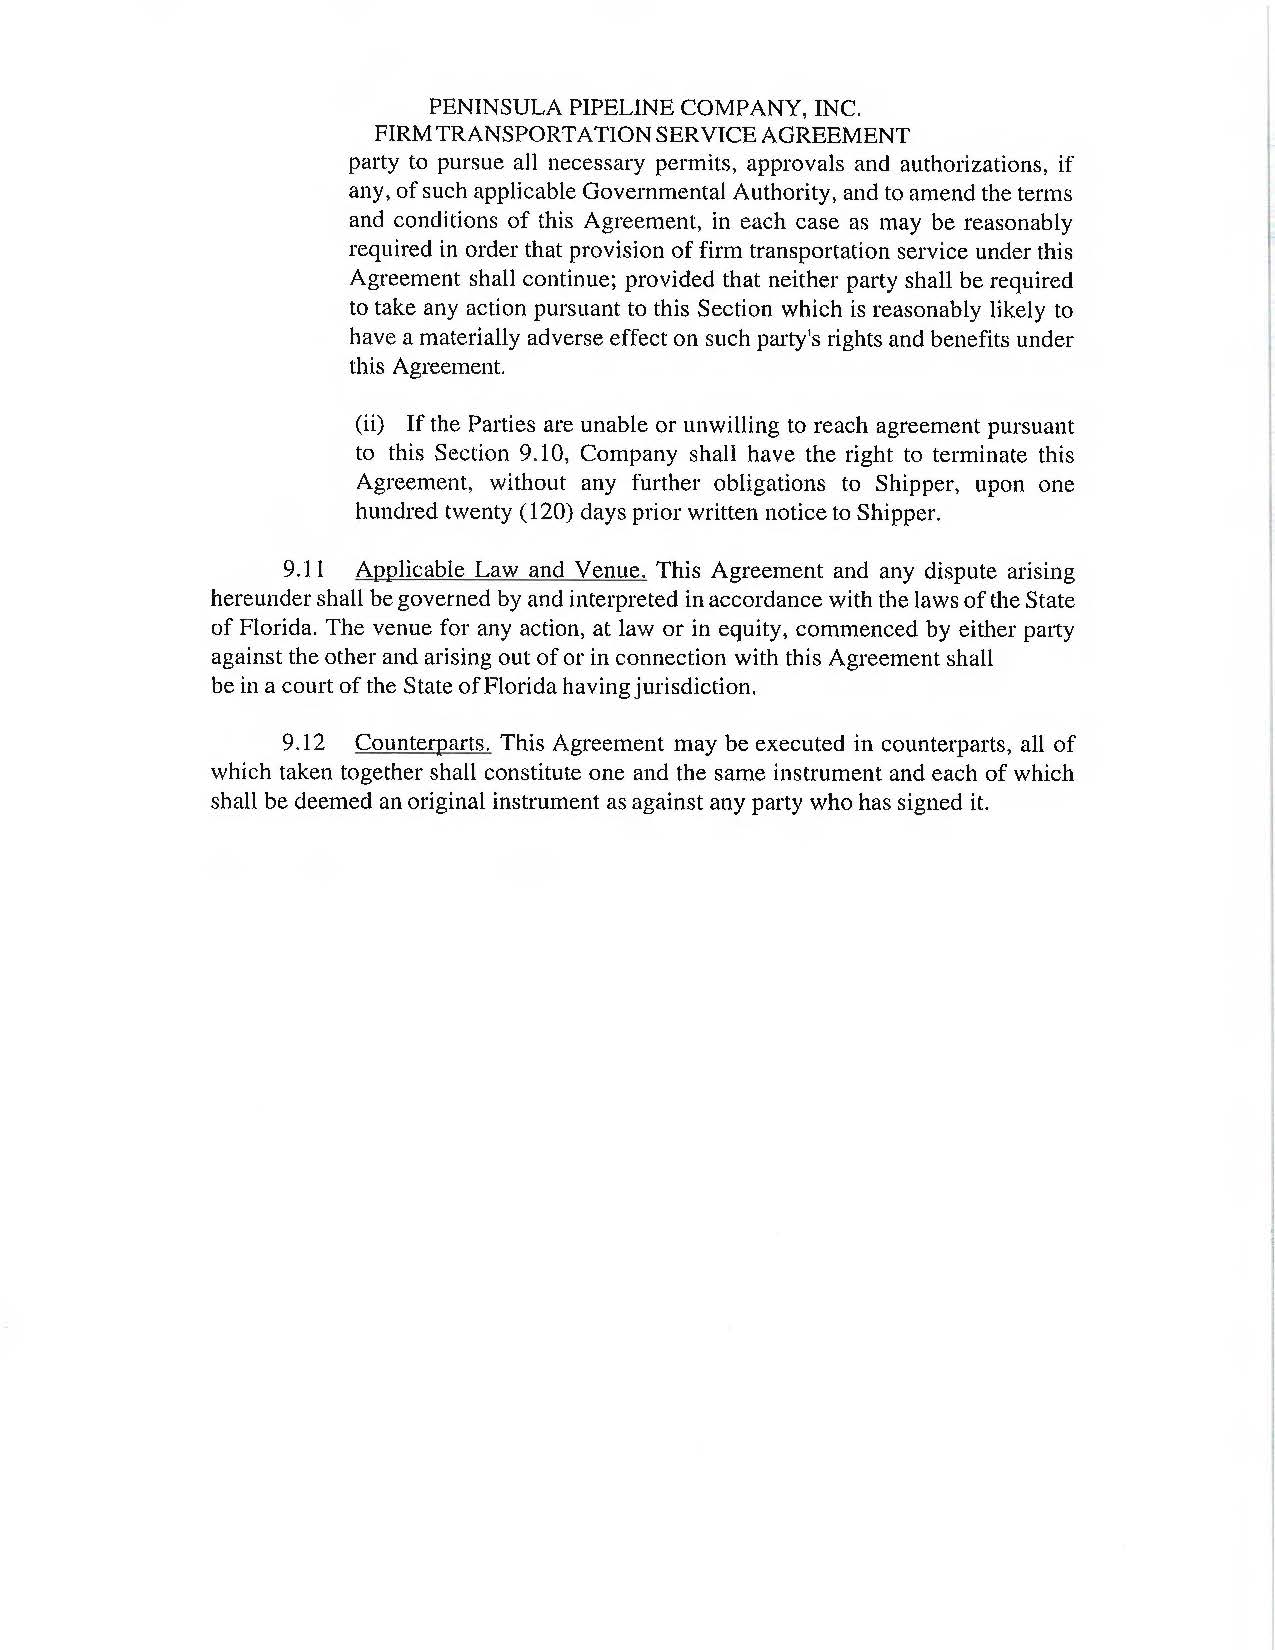 PENINSULA PIPELINE COMPANY, INC.
FIRM TRANSPORTATION SERVICE AGREEMENT
party to pursue all necessary permits, approvals and authorizations, if
any, of such applicable Governmental Authority, and to amend the terms
and conditions of this Agreement, in each case as may be reasonably
required in order that provision of firm transportation service under this
Agreement shall continue; provided that neither party shall be required
to take any action pursuant to this Section which is reasonably likely to
have a materially adverse effect on such party's rights and benefits under
this Agreement.
(ii) If the Parties are unable or unwilling to reach agreement pursuant
to this Section 9.10, Company shall have the right to terminate this
Agreement, without any further obligations to Shipper, upon one
hundred twenty (120) days prior written notice to Shipper.
9.11 Applicable Law and Venue. This Agreement and any dispute arising
hereunder shall be governed by and interpreted in accordance with the laws of the State
of Florida. The venue for any action, at law or in equity, commenced by either party
against the other and arising out of or in connection with this Agreement shall
be in a court of the State of Florida having jurisdiction.
9.12 Counterparts. This Agreement may be executed in counterparts, all of
which taken together shall constitute one and the same instrument and each of which
shall be deemed an original instrument as against any party who has signed it.